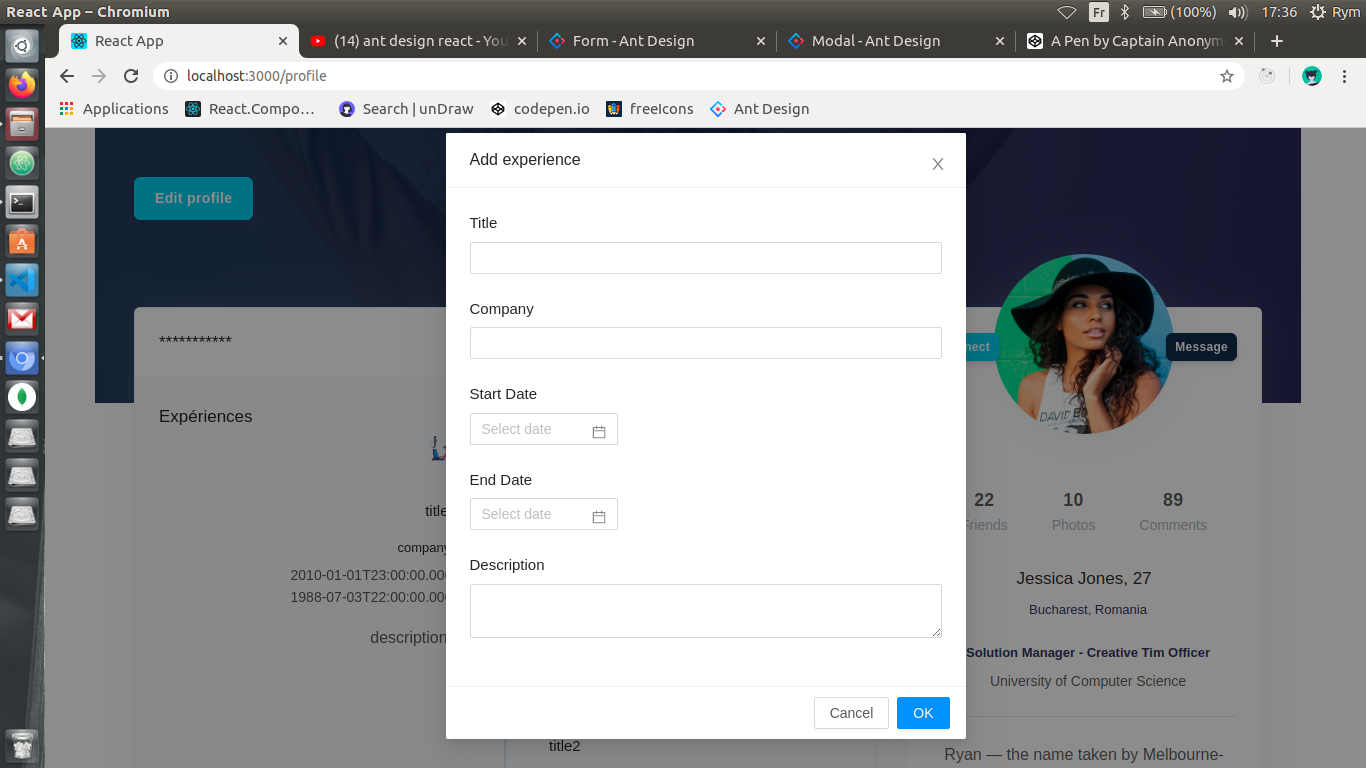 React App – Chromium
Fr (100%) 17:36 Rym
React App
(14) ant design react - You
Form - Ant Design
Modal - Ant Design
A Pen by Captain Anonym
localhost:3000/profile
Applications
React.Compo…
Search | unDraw
codepen.io
freeIcons
Ant Design
Edit profile
***********
Expériences
title
company
2010-01-01T23:00:00.00
1988-07-03T22:00:00.00
description
title2
Add experience
Title
Company
Start Date
Select date
End Date
Select date
Description
Cancel
OK
Message
22 10 89
Friends Photos Comments
Jessica Jones, 27
Bucharest, Romania
Solution Manager - Creative Tim Officer
University of Computer Science
Ryan — the name taken by Melbourne-